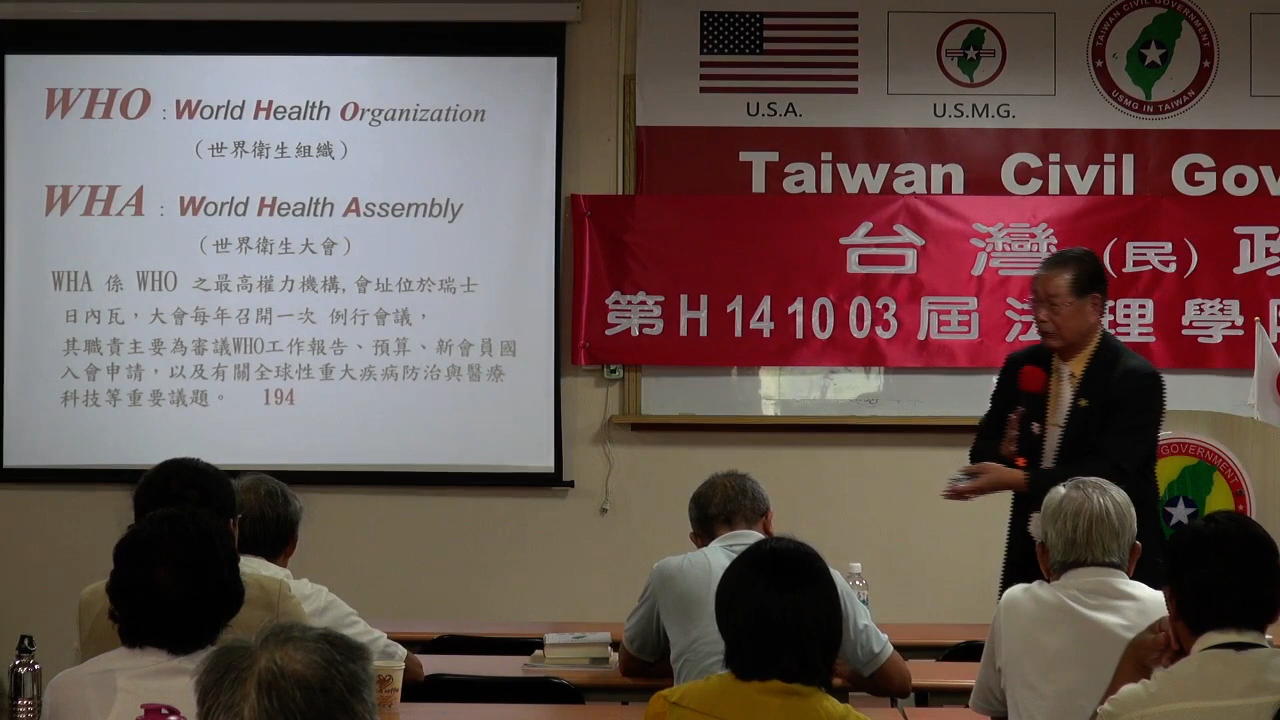 WHO : World Health Organization
（世界衛生組織）
WHA : World Health Assembly
（世界衛生大會）
WHA 係 WHO 之最高權力機構, 會址位於瑞士
日內瓦，大會每年召開一次 例行會議，
其職責主要為審議WHO工作報告、預算、新會員國
入會申請，以及有關全球性重大疾病防治與醫療
科技等重要議題。 194
U.S.A.
U.S.M.G.
TAIWAN CIVIL GOVERNMENT
USMG IN TAIWAN
Taiwan Civil Gov
台灣（民）政
第H141003屆法理學
GOVERNMENT